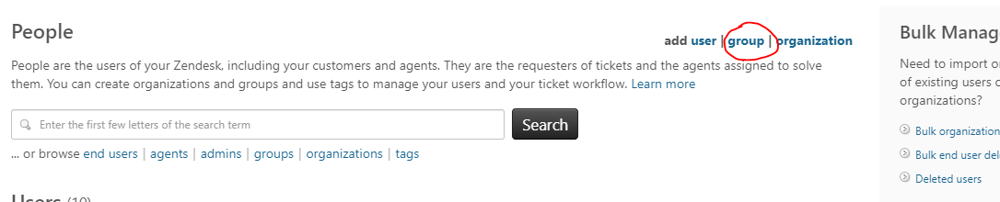 People
add user | group | organization
People are the users of your Zendesk, including your customers and agents. They are the requesters of tickets and the agents assigned to solve
them. You can create organizations and groups and use tags to manage your users and your ticket workflow. Learn more
Enter the first few letters of the search term
Search
... or browse end users | agents | admins | groups | organizations | tags
Users (10)
Bulk Manag
Need to import o
of existing users o
organizations?
Bulk organization
Bulk end user del
Deleted users